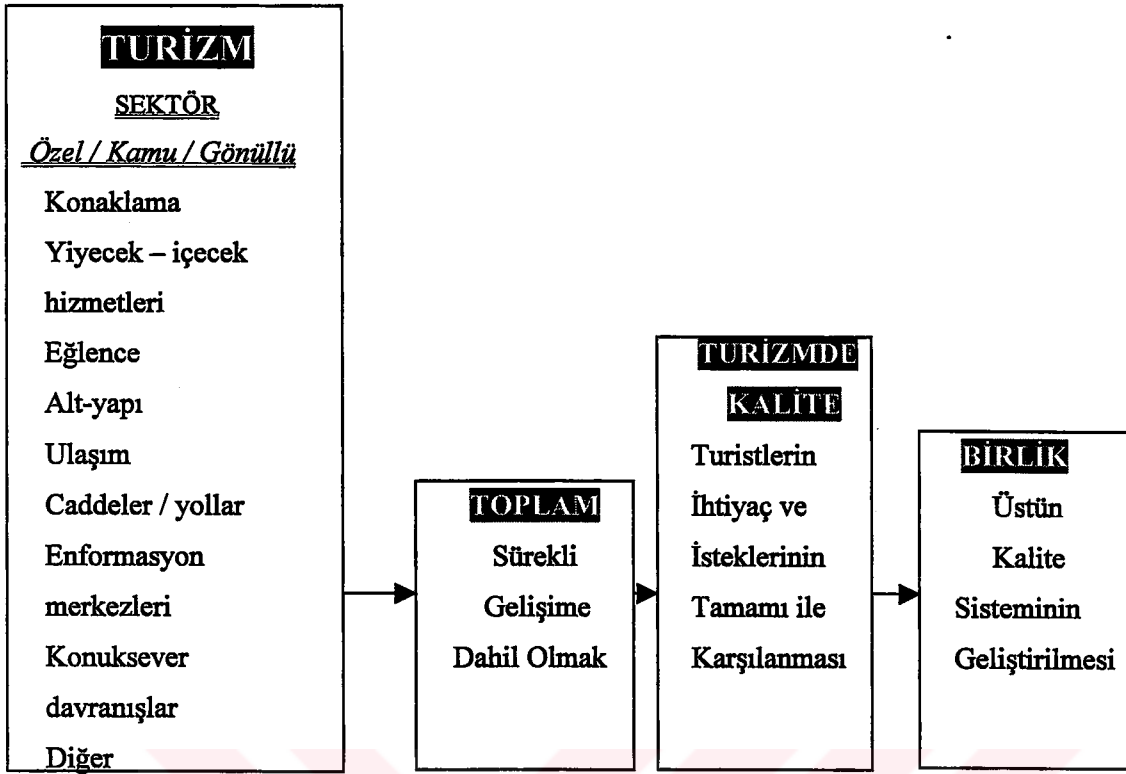 TURİZM
SEKTÖR
Özel / Kamu / Gönüllü
Konaklama
Yiyecek – içecek
hizmetleri
Eğlence
Alt-yapı
Ulaşım
Caddeler / yollar
Enformasyon
merkezleri
Konuksever
davranışlar
Diğer
TOPLAM
Sürekli
Gelişime
Dahil Olmak
TURİZMDE
KALİTE
Turistlerin
İhtiyaç ve
İsteklerinin
Tamamı ile
Karşılanması
BİRLİK
Üstün
Kalite
Sisteminin
Geliştirilmesi